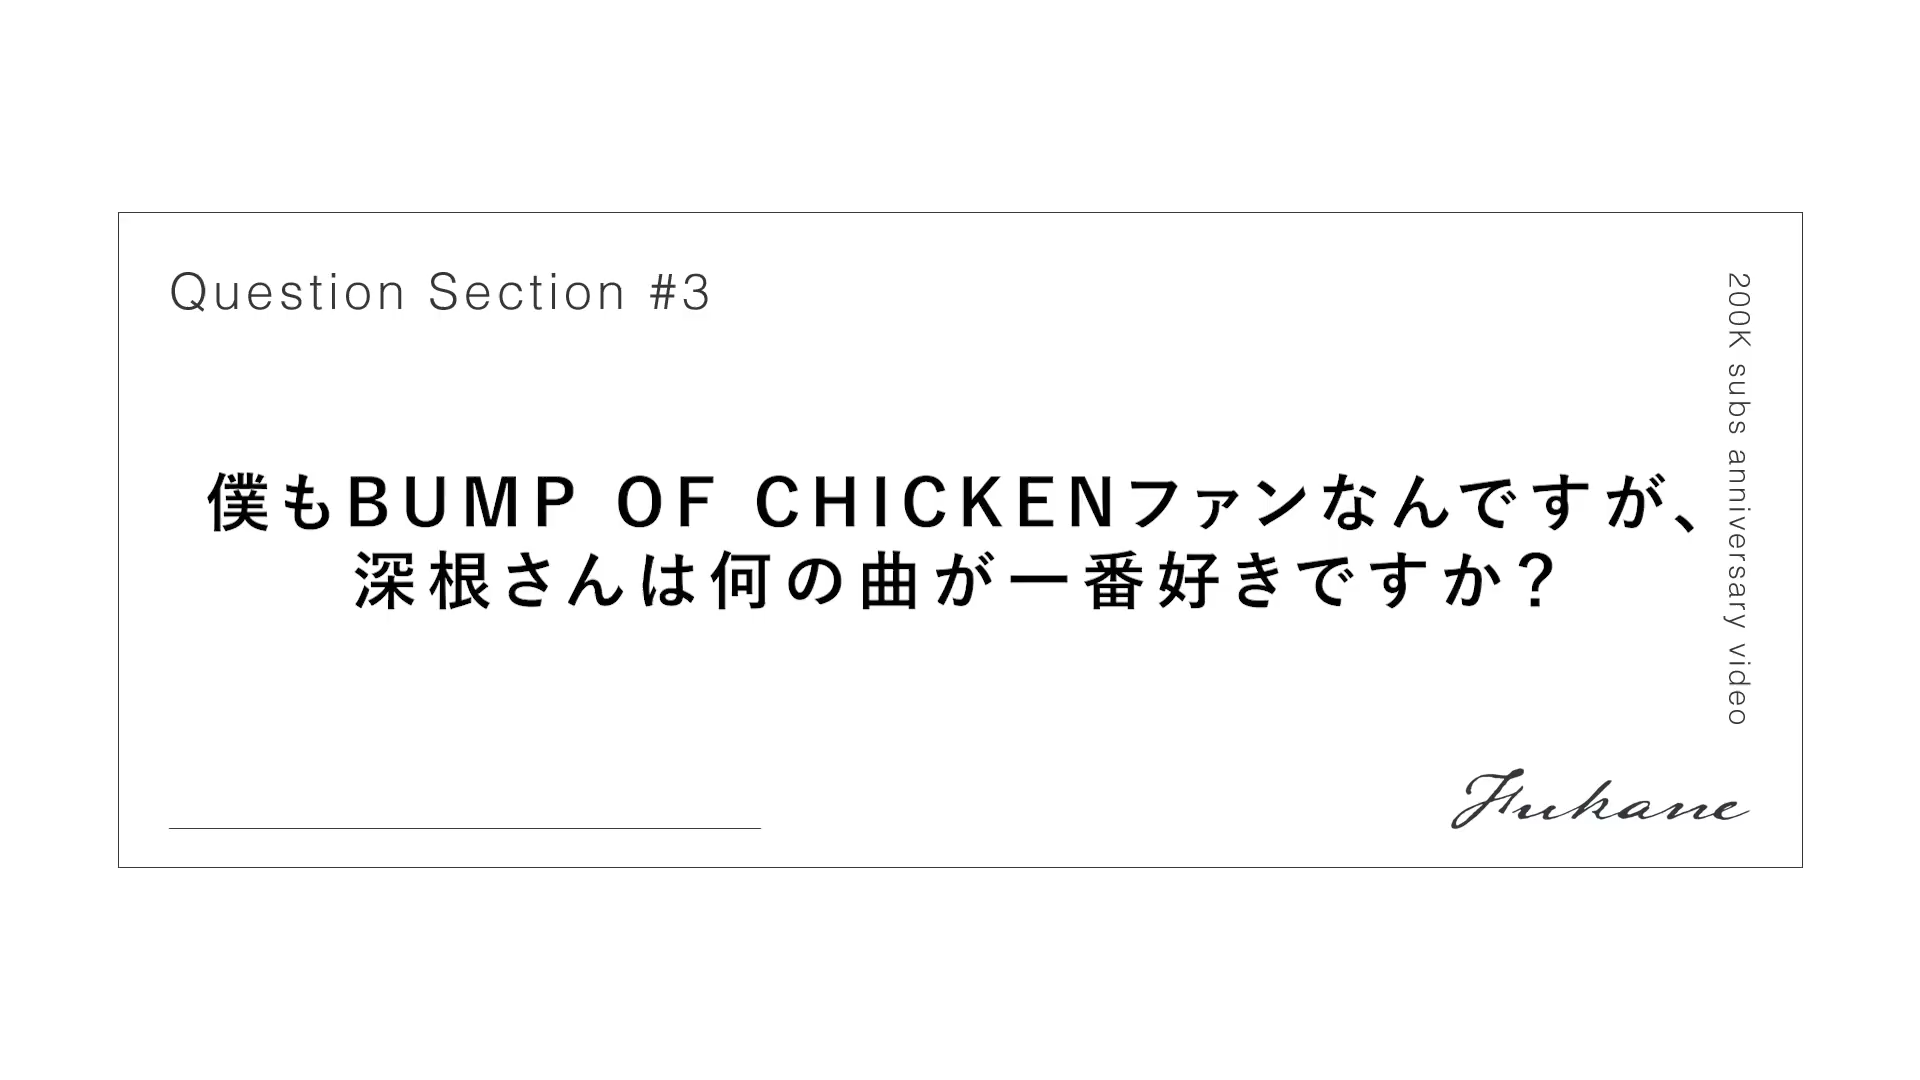 Question Section #3
200K subs anniversary video
僕もBUMP OF CHICKENファンなんですが、
深根さんは何の曲が一番好きですか？
Hukane